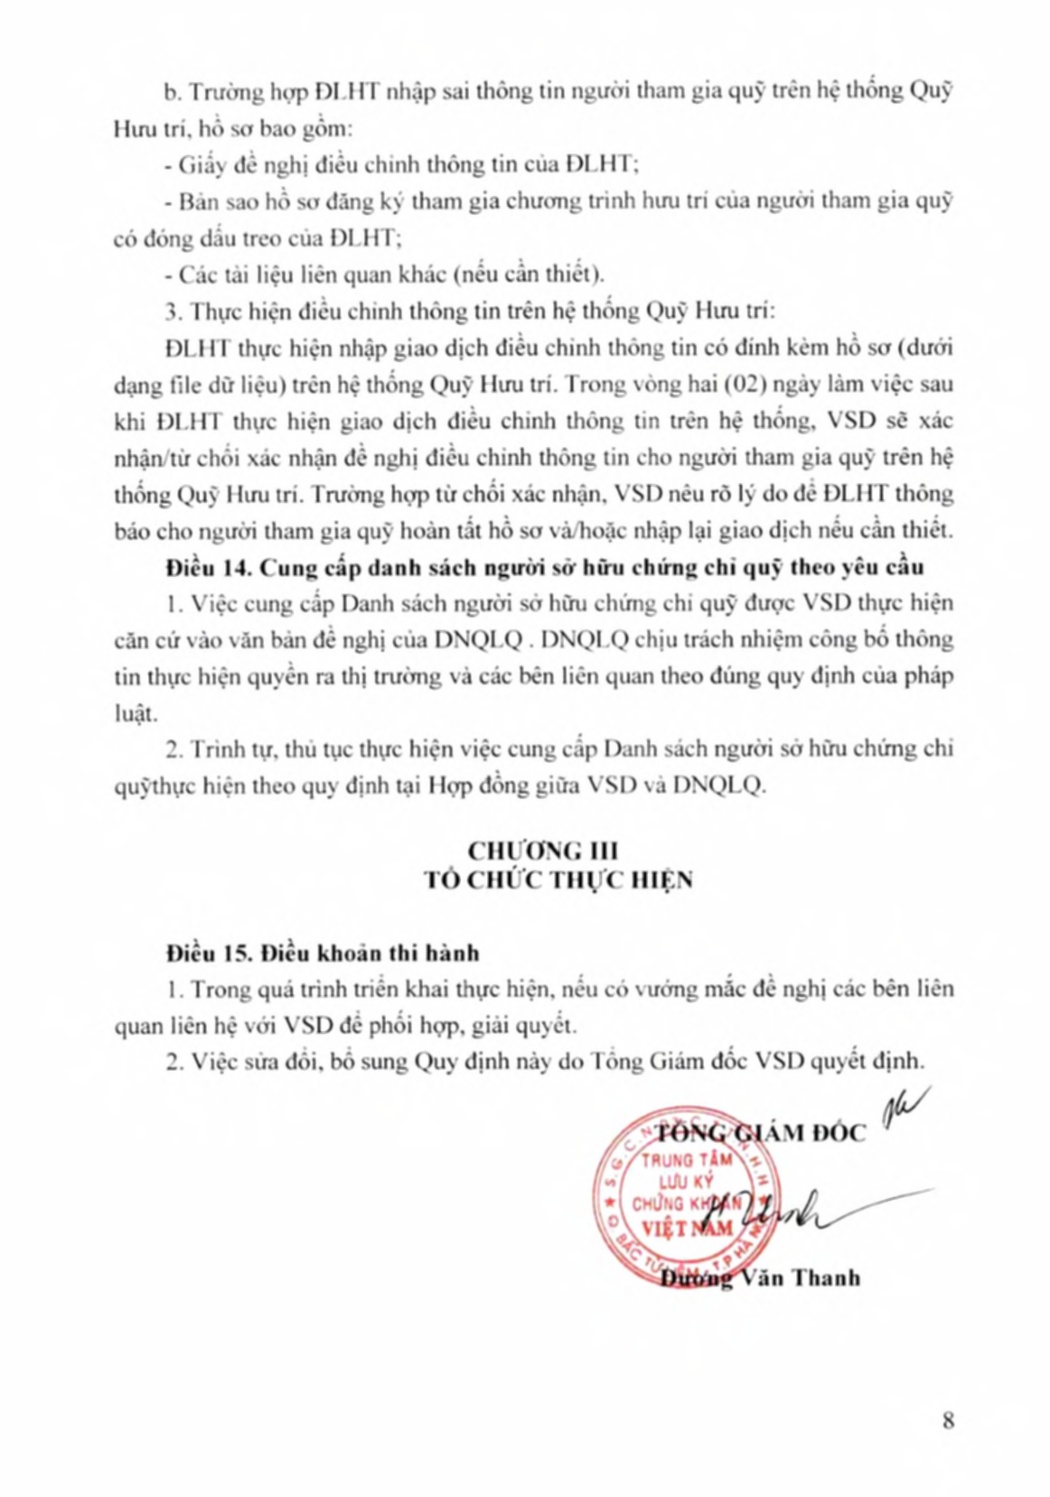 b. Trường hợp ĐLHT nhập sai thông tin người tham gia quỹ trên hệ thống Quỹ
Hưu trí, hồ sơ bao gồm:
- Giấy đề nghị điều chỉnh thông tin của ĐLHT;
- Bản sao hồ sơ đăng ký tham gia chương trình hưu trí của người tham gia quỹ
có đóng dấu treo của ĐLHT;
- Các tài liệu liên quan khác (nếu cần thiết).
3. Thực hiện điều chỉnh thông tin trên hệ thống Quỹ Hưu trí:
ĐLHT thực hiện nhập giao dịch điều chỉnh thông tin có đính kèm hồ sơ (dưới
dạng file dữ liệu) trên hệ thống Quỹ Hưu trí. Trong vòng hai (02) ngày làm việc sau
khi ĐLHT thực hiện giao dịch điều chỉnh thông tin trên hệ thống, VSD sẽ xác
nhận/từ chối xác nhận đề nghị điều chỉnh thông tin cho người tham gia quỹ trên hệ
thống Quỹ Hưu trí. Trường hợp từ chối xác nhận, VSD nêu rõ lý do để ĐLHT thông
báo cho người tham gia quỹ hoàn tất hồ sơ và/hoặc nhập lại giao dịch nếu cần thiết.
Điều 14. Cung cấp danh sách người sở hữu chứng chỉ quỹ theo yêu cầu
1. Việc cung cấp Danh sách người sở hữu chứng chỉ quỹ được VSD thực hiện
căn cứ vào văn bản đề nghị của DNQLQ . DNQLQ chịu trách nhiệm công bố thông
tin thực hiện quyền ra thị trường và các bên liên quan theo đúng quy định của pháp
luật.
2. Trình tự, thủ tục thực hiện việc cung cấp Danh sách người sở hữu chứng chỉ
quỹthực hiện theo quy định tại Hợp đồng giữa VSD và DNQLQ.
CHƯƠNG III
TỔ CHỨC THỰC HIỆN
Điều 15. Điều khoản thi hành
1. Trong quá trình triển khai thực hiện, nếu có vướng mắc đề nghị các bên liên
quan liên hệ với VSD để phối hợp, giải quyết.
2. Việc sửa đổi, bổ sung Quy định này do Tổng Giám đốc VSD quyết định.
TỔNG GIÁM ĐỐC
TRUNG TÂM
LƯU KÝ
CHỨNG KHOÁN
VIỆT NAM
Dương Văn Thanh
8